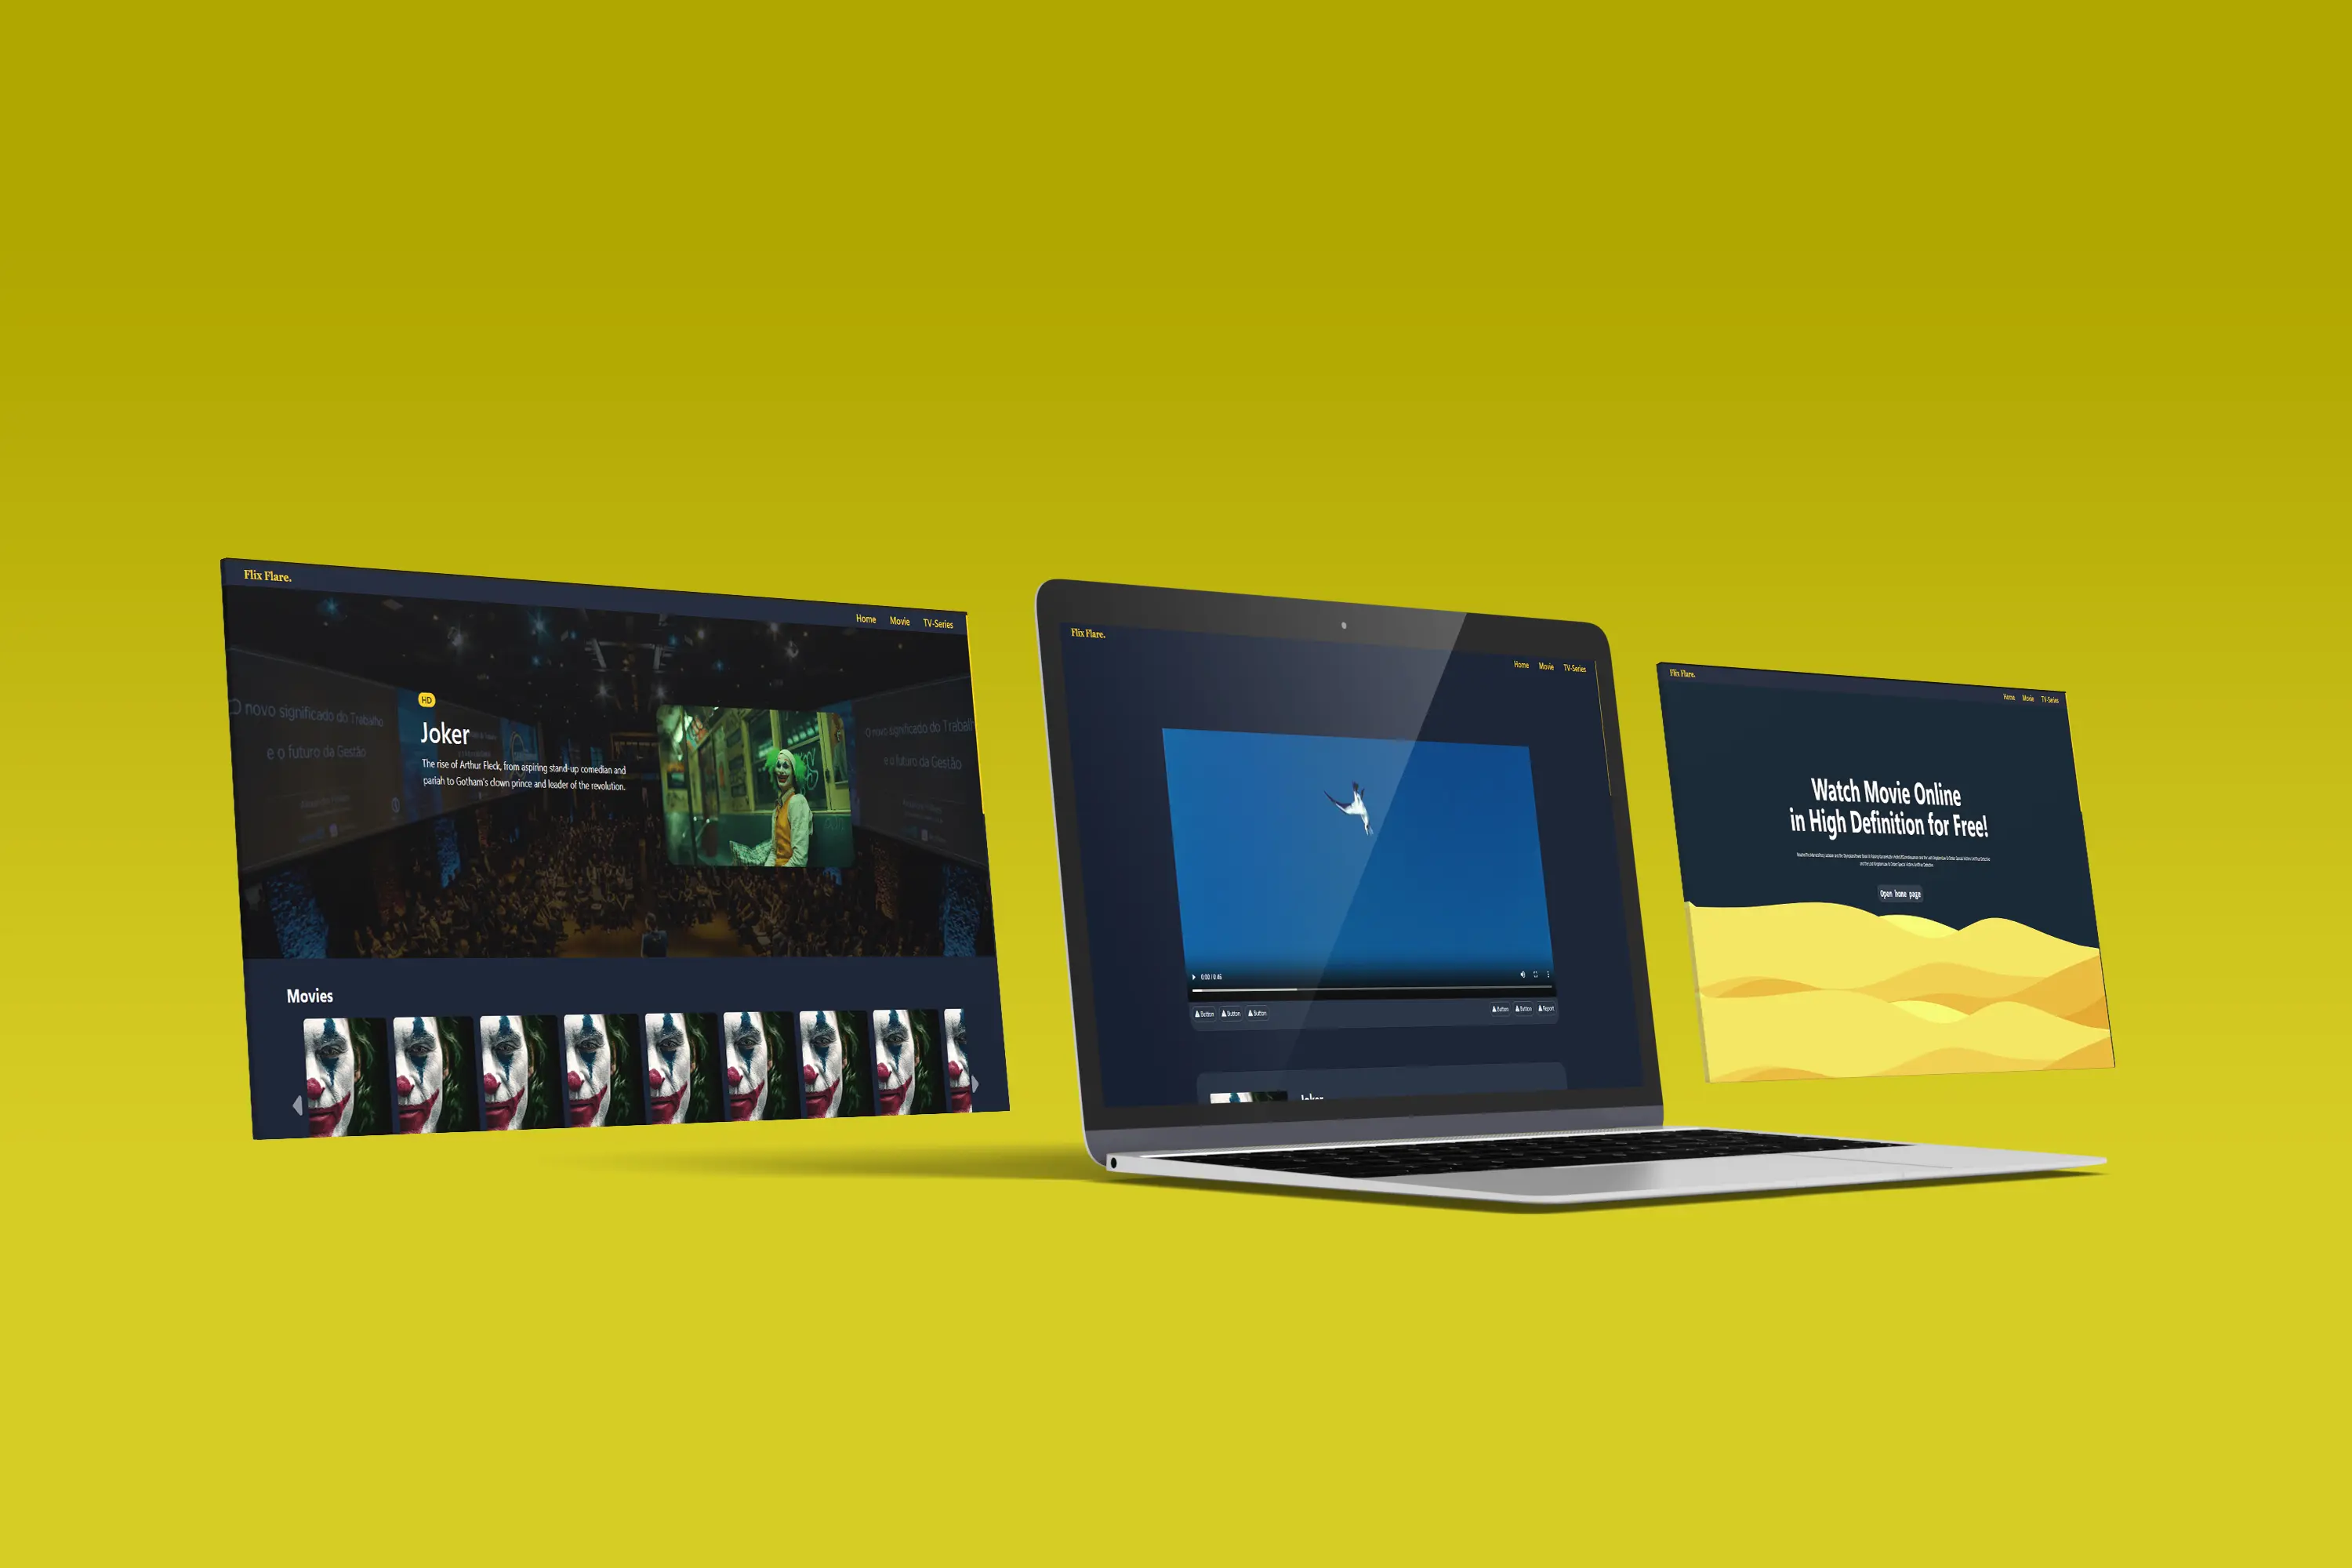 Flix Flare.
Home Movie TV-Series
O novo significado do Trabalho
e o futuro da Gestão
O novo significado do Trabalh
e o futuro da Gestão
HD
Joker
The rise of Arthur Fleck, from aspiring stand-up comedian and
pariah to Gotham's clown prince and leader of the revolution.
Movies
Flix Flare.
Home Movie TV-Series
0:00 / 0:46
Button Button Button
Button Button Report
Joker
Flix Flare.
Home Movie TV-Series
Watch Movie Online
in High Definition for Free!
Open home page